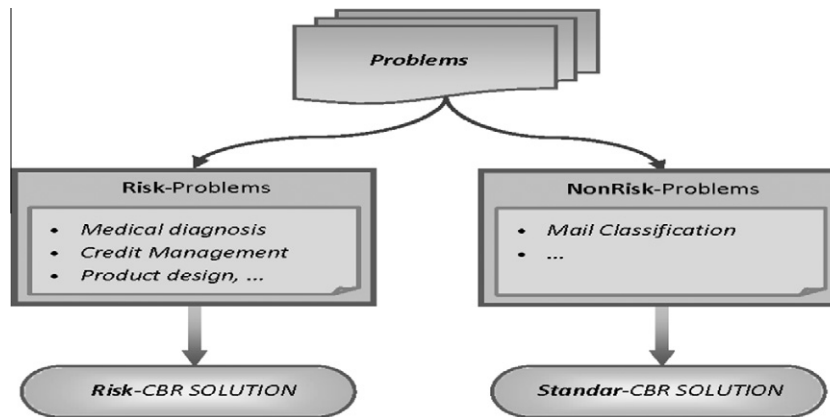 Problems
Risk-Problems
• Medical diagnosis
• Credit Management
• Product design, ...
Risk-CBR SOLUTION
NonRisk-Problems
• Mail Classification
• ...
Standar-CBR SOLUTION